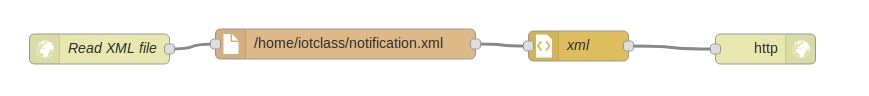 Read XML file
/home/iotclass/notification.xml
xml
http